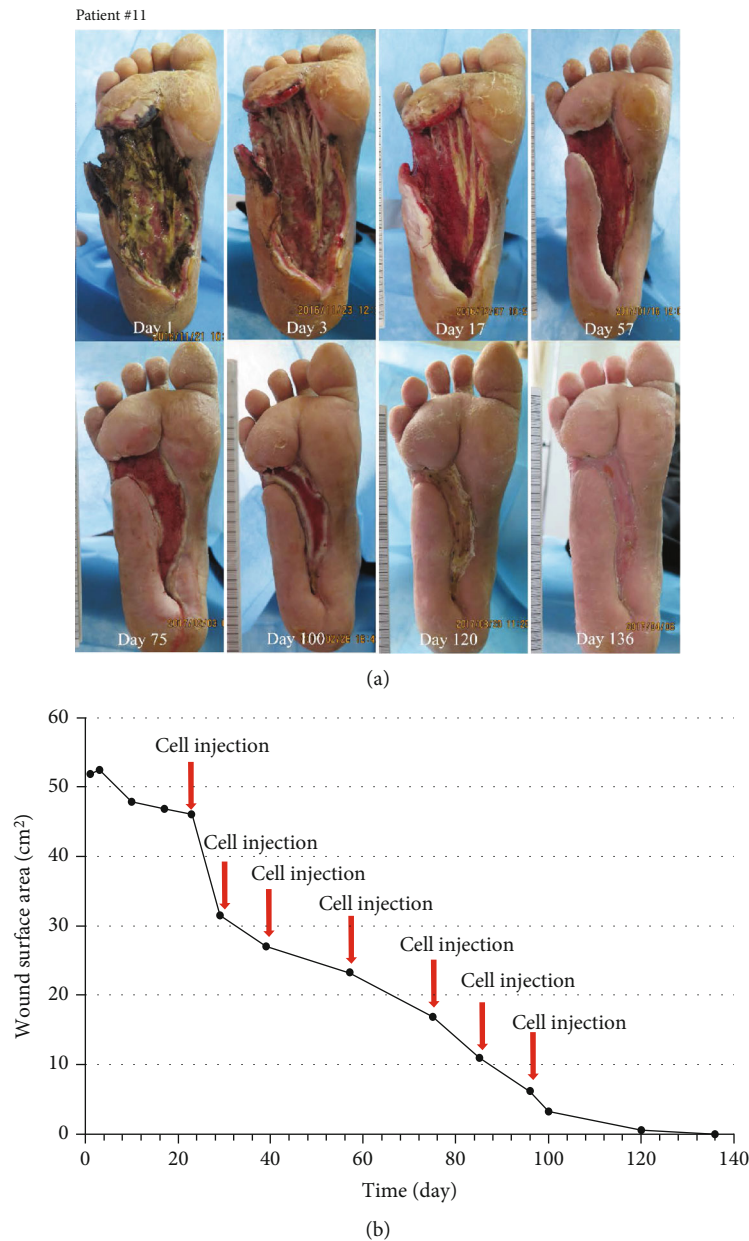 Patient #11
Day 1
Day 3
Day 17
Day 57
Day 75
Day 100
Day 120
Day 136
(a)
60
50
40
30
20
10
0
Wound surface area (cm²)
Cell injection
Cell injection
Cell injection
Cell injection
Cell injection
Cell injection
Cell injection
0
20
40
60
80
100
120
140
Time (day)
(b)